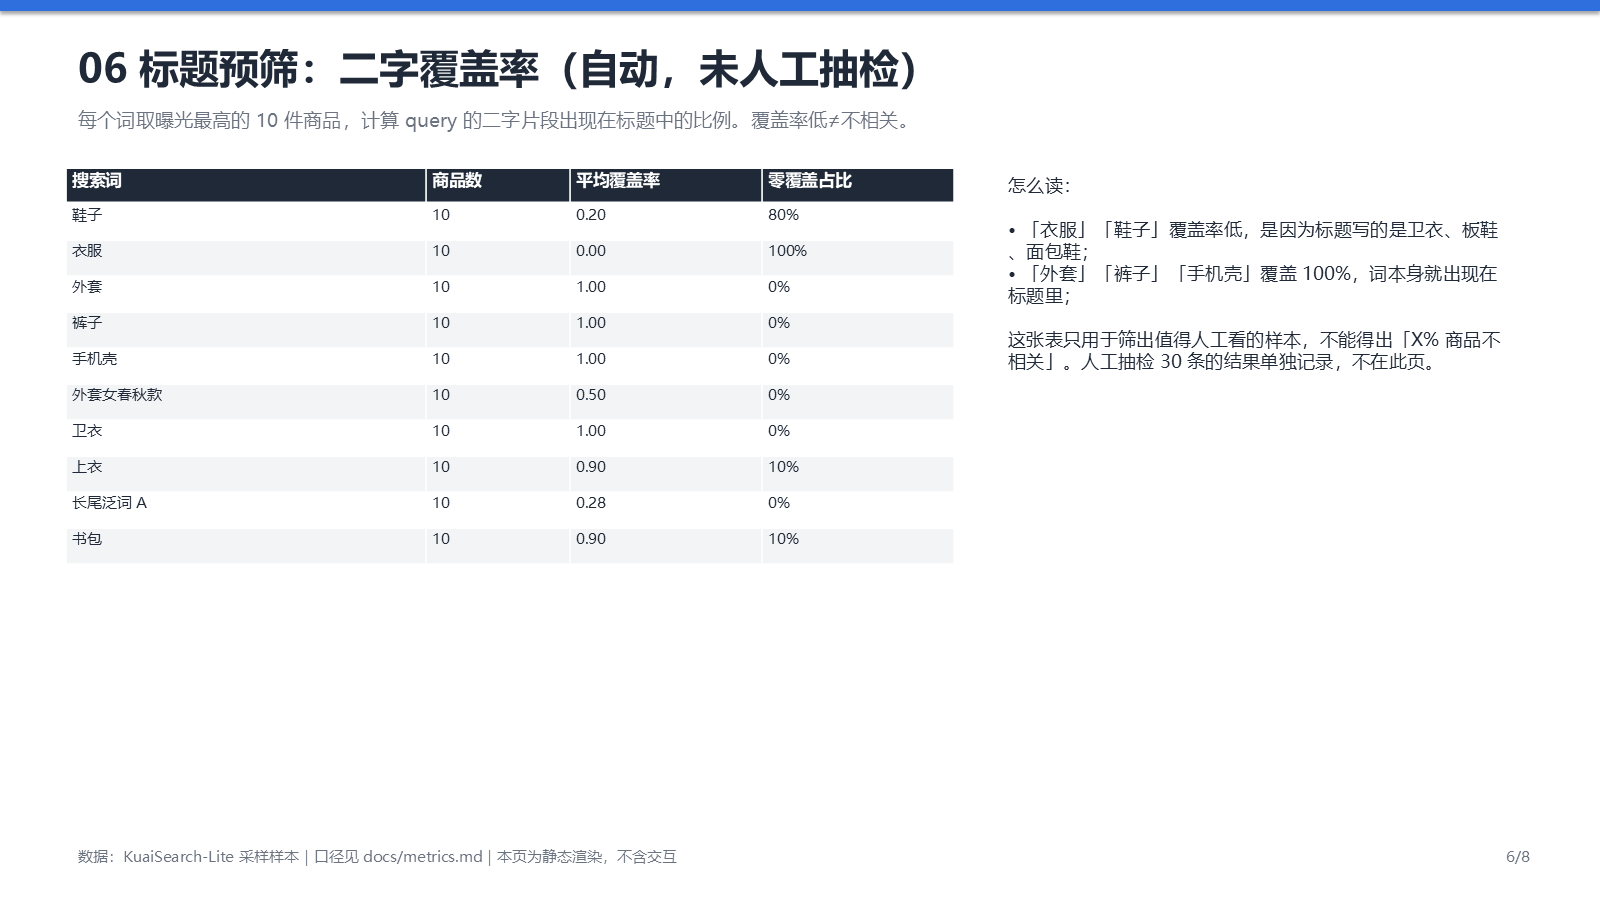 06 标题预筛：二字覆盖率（自动，未人工抽检）
每个词取曝光最高的 10 件商品，计算 query 的二字片段出现在标题中的比例。覆盖率低≠不相关。
搜索词 商品数 平均覆盖率 零覆盖占比
鞋子 10 0.20 80%
衣服 10 0.00 100%
外套 10 1.00 0%
裤子 10 1.00 0%
手机壳 10 1.00 0%
外套女春秋款 10 0.50 0%
卫衣 10 1.00 0%
上衣 10 0.90 10%
长尾泛词 A 10 0.28 0%
书包 10 0.90 10%
怎么读：
• 「衣服」「鞋子」覆盖率低，是因为标题写的是卫衣、板鞋
、面包鞋；
• 「外套」「裤子」「手机壳」覆盖 100%，词本身就出现在
标题里；
这张表只用于筛出值得人工看的样本，不能得出「X% 商品不
相关」。人工抽检 30 条的结果单独记录，不在此页。
数据：KuaiSearch-Lite 采样样本 | 口径见 docs/metrics.md | 本页为静态渲染，不含交互
6/8